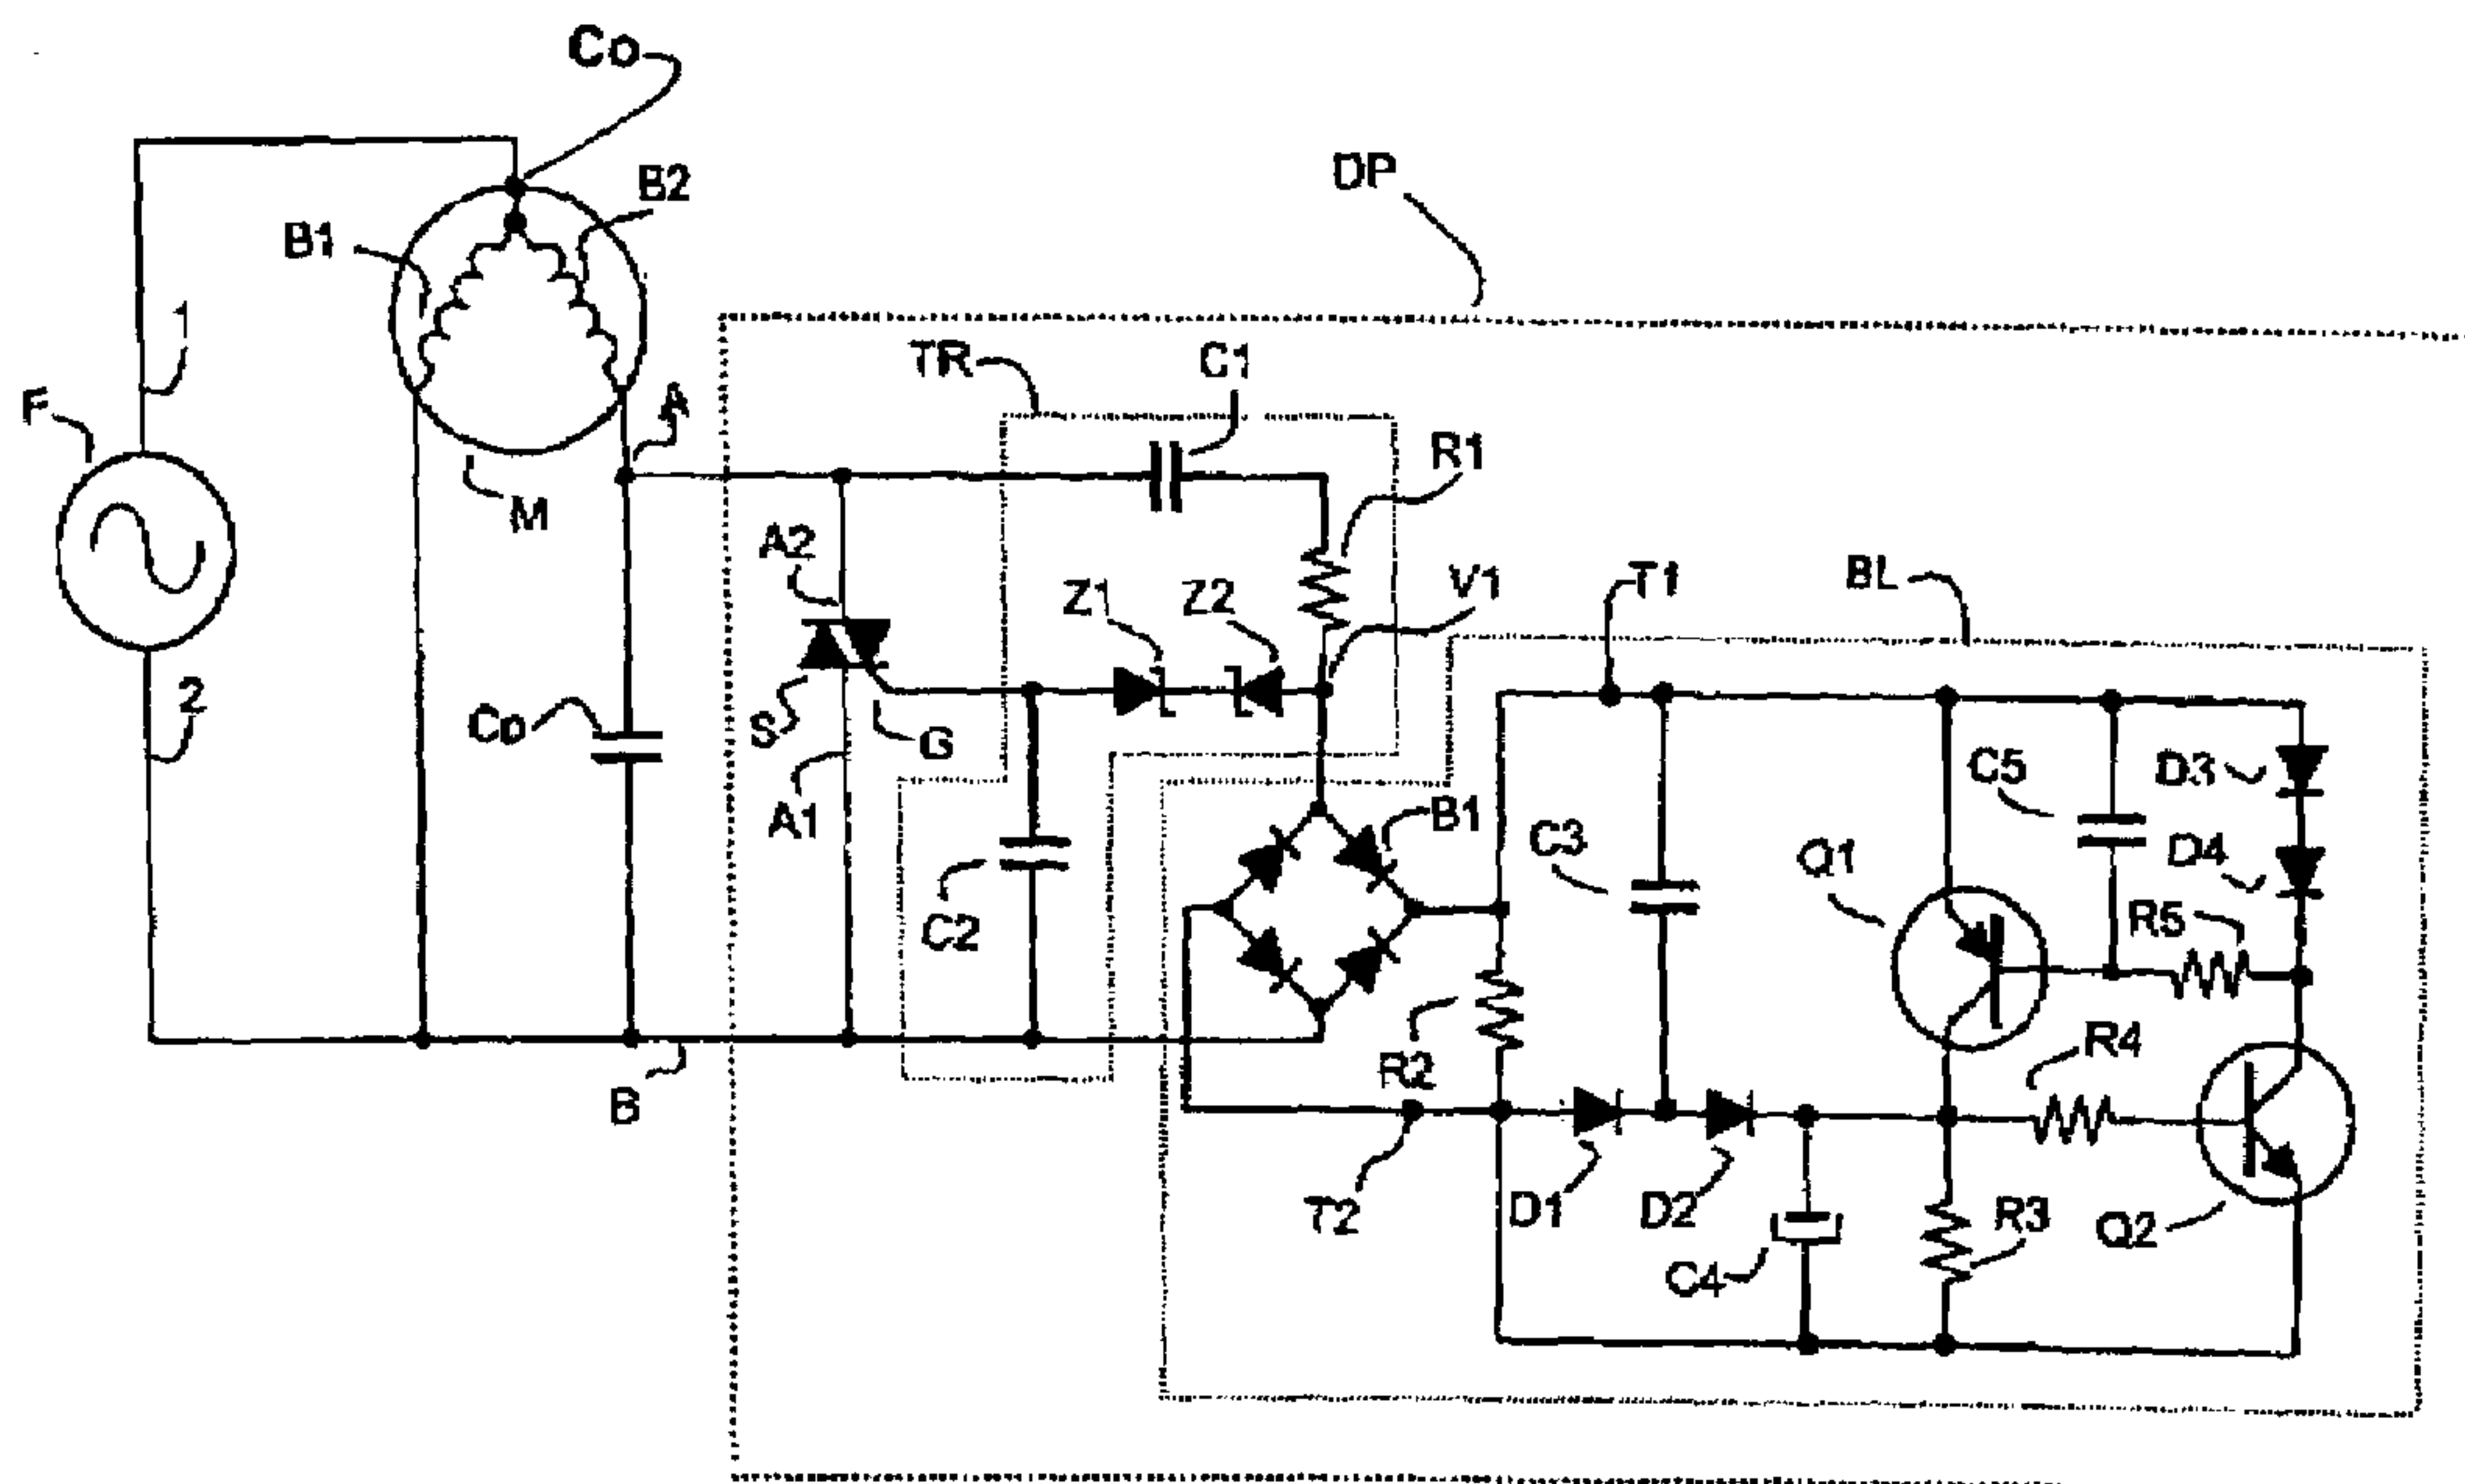 Co
B2
DP
B1
1
TR
C1
F
A
R1
M
A2
Z1
Z2
V1
T1
BL
2
Co
S
G
A1
C5
D3
C3
B1
Q1
D4
C2
R5
R2
R4
B
T2
D1
D2
R3
Q2
C4